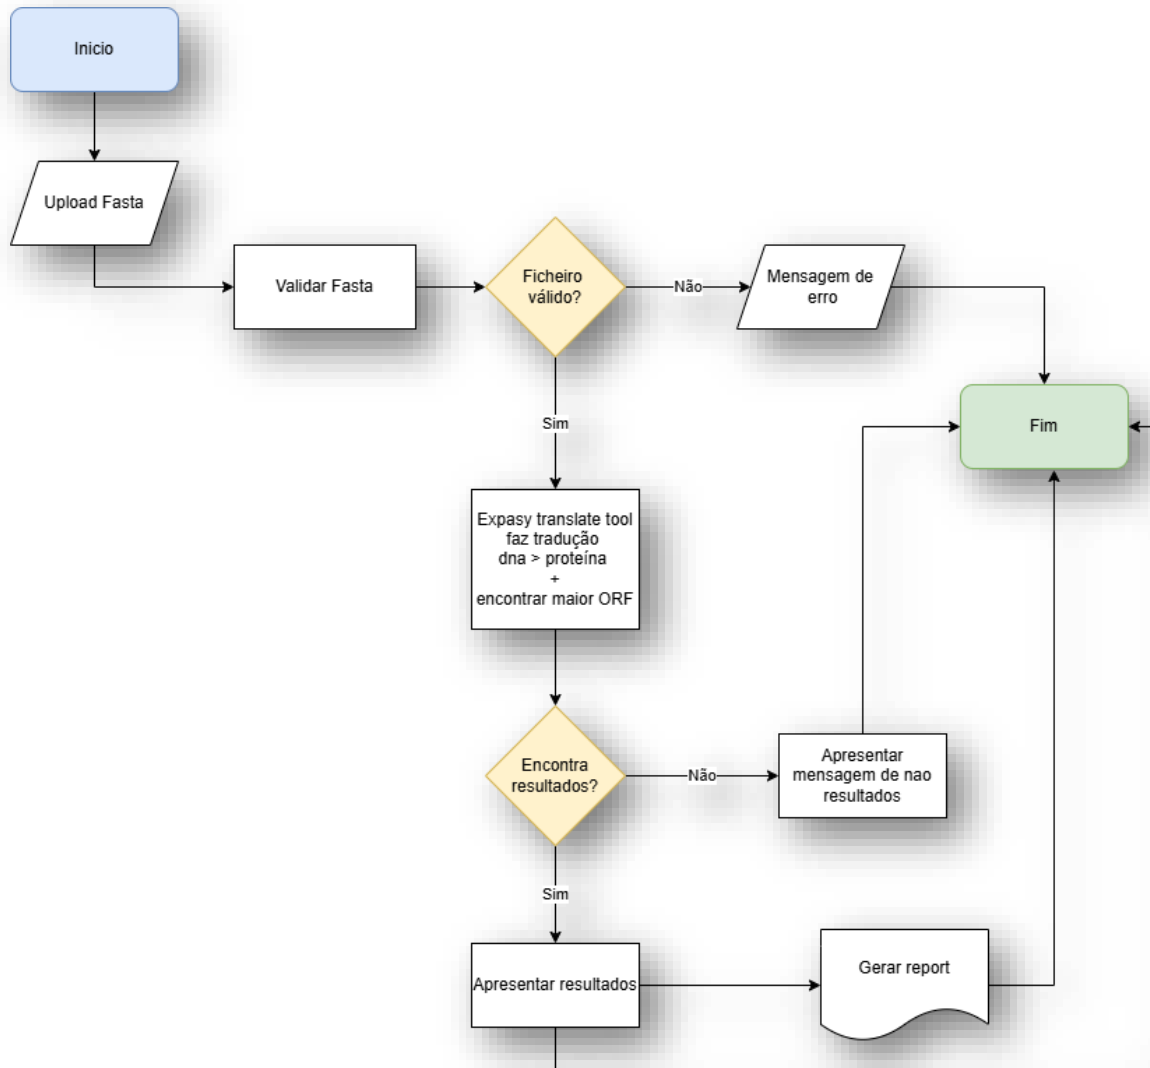 Inicio
Upload Fasta
Validar Fasta
Ficheiro
válido?
Não
Mensagem de
erro
Sim
Fim
Expasy translate tool
faz tradução
dna > proteína
+
encontrar maior ORF
Encontra
resultados?
Não
Apresentar
mensagem de nao
resultados
Sim
Apresentar resultados
Gerar report